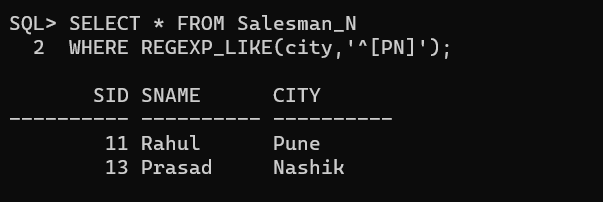 SQL> SELECT * FROM Salesman_N
  2  WHERE REGEXP_LIKE(city,'^[PN]');

       SID SNAME      CITY
---------- ---------- ----------
        11 Rahul      Pune
        13 Prasad     Nashik